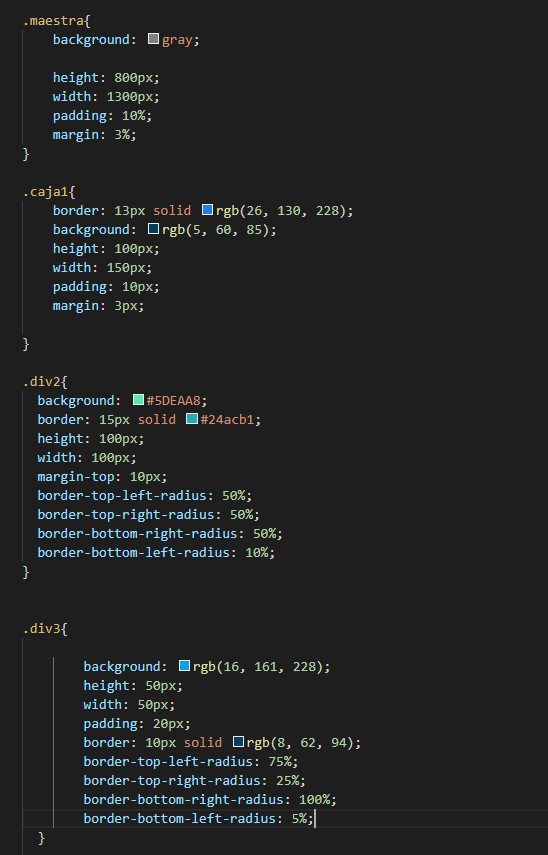 .maestra{
background: gray;
height: 800px;
width: 1300px;
padding: 10%;
margin: 3%;
}
.caja1{
border: 13px solid rgb(26, 130, 228);
background: rgb(5, 60, 85);
height: 100px;
width: 150px;
padding: 10px;
margin: 3px;
}
.div2{
background: #5DEAA8;
border: 15px solid #24acb1;
height: 100px;
width: 100px;
margin-top: 10px;
border-top-left-radius: 50%;
border-top-right-radius: 50%;
border-bottom-right-radius: 50%;
border-bottom-left-radius: 10%;
}
.div3{
background: rgb(16, 161, 228);
height: 50px;
width: 50px;
padding: 20px;
border: 10px solid rgb(8, 62, 94);
border-top-left-radius: 75%;
border-top-right-radius: 25%;
border-bottom-right-radius: 100%;
border-bottom-left-radius: 5%;
}